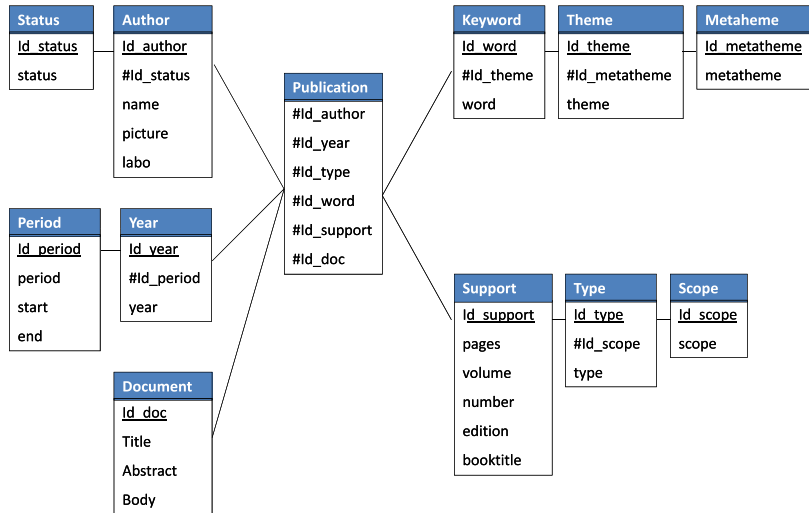 Status
Id_status
status
Author
Id_author
#Id_status
name
picture
labo
Publication
#Id_author
#Id_year
#Id_type
#Id_word
#Id_support
#Id_doc
Keyword
Id_word
#Id_theme
word
Theme
Id_theme
#Id_metatheme
theme
Metaheme
Id_metatheme
metatheme
Period
Id_period
period
start
end
Year
Id_year
#Id_period
year
Document
Id_doc
Title
Abstract
Body
Support
Id_support
pages
volume
number
edition
booktitle
Type
Id_type
#Id_scope
type
Scope
Id_scope
scope